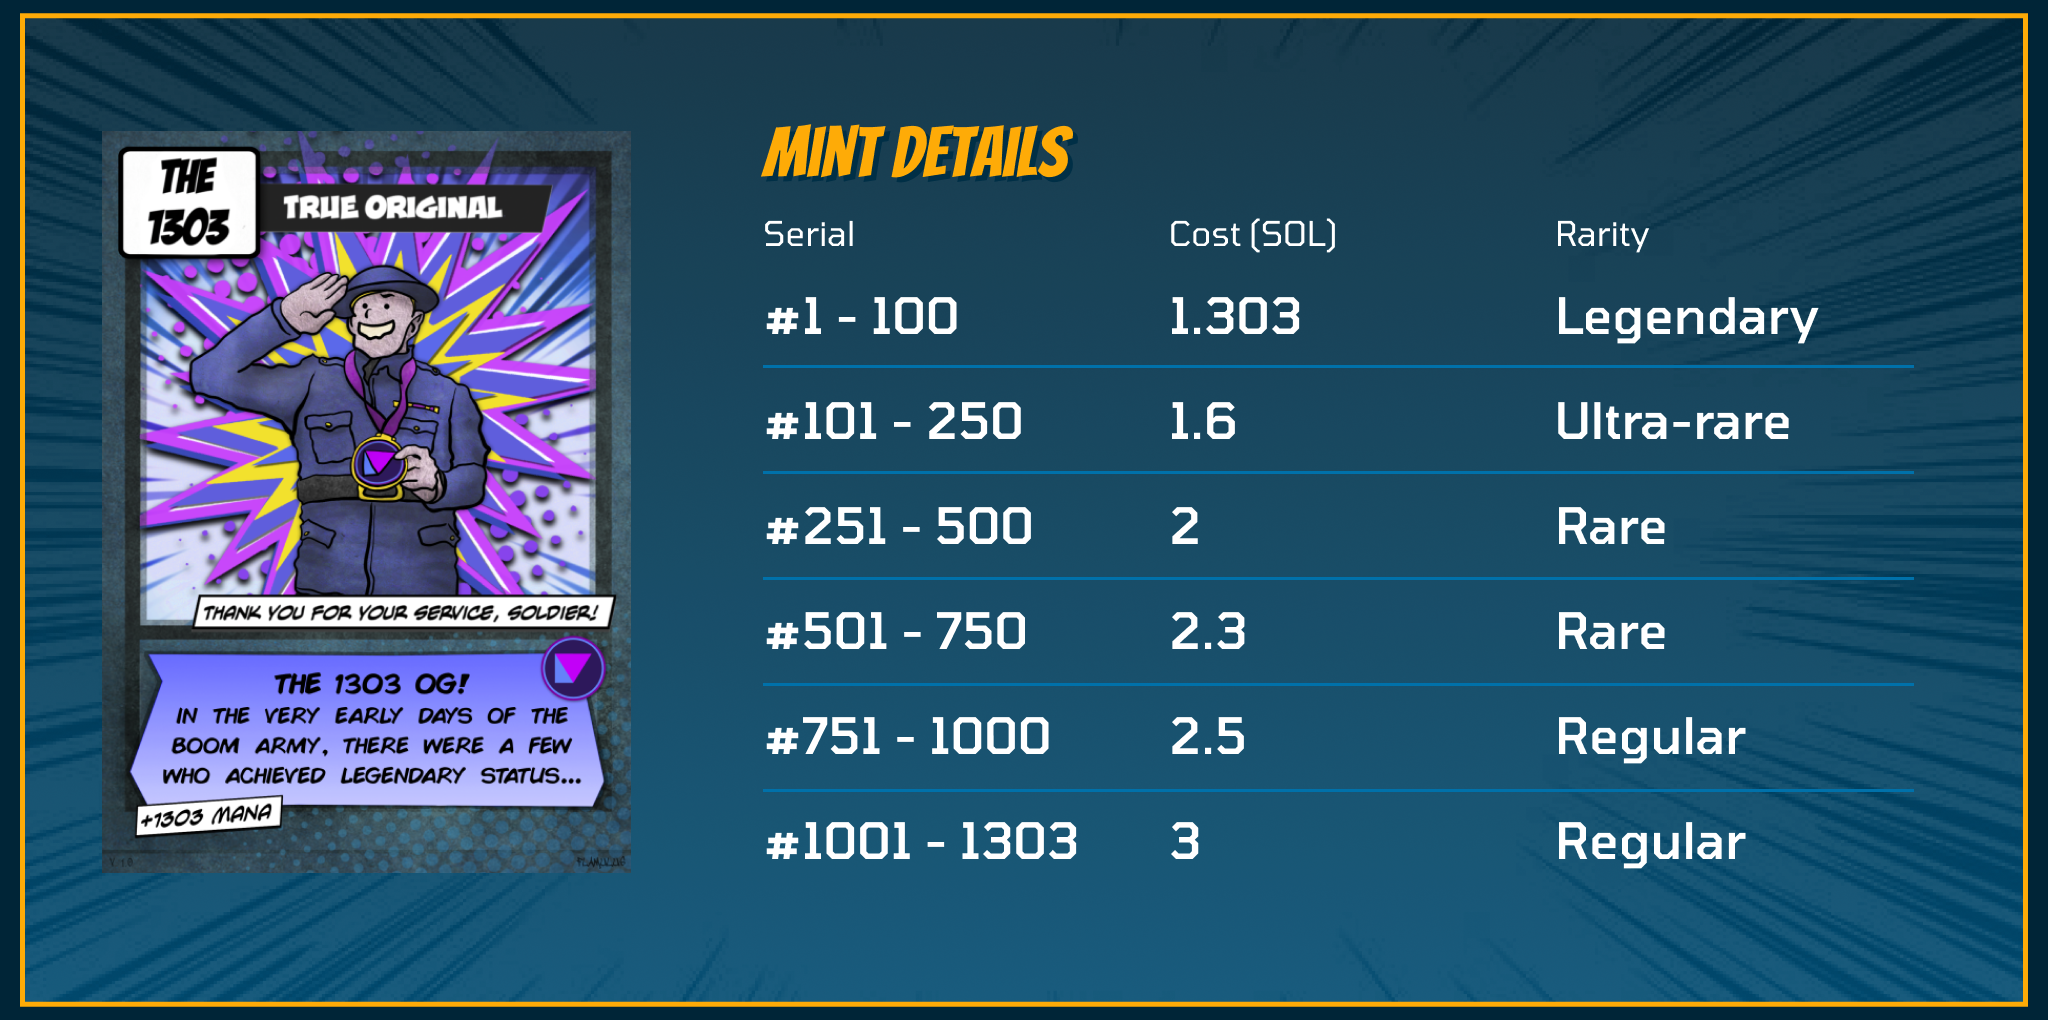 THE
1303
TRUE ORIGINAL
THANK YOU FOR YOUR SERVICE, SOLDIER!
THE 1303 OG!
IN THE VERY EARLY DAYS OF THE
BOOM ARMY, THERE WERE A FEW
WHO ACHIEVED LEGENDARY STATUS...
+1303 MANA
MINT DETAILS
Serial Cost (SOL) Rarity
#1 - 100 1.303 Legendary
#101 - 250 1.6 Ultra-rare
#251 - 500 2 Rare
#501 - 750 2.3 Rare
#751 - 1000 2.5 Regular
#1001 - 1303 3 Regular